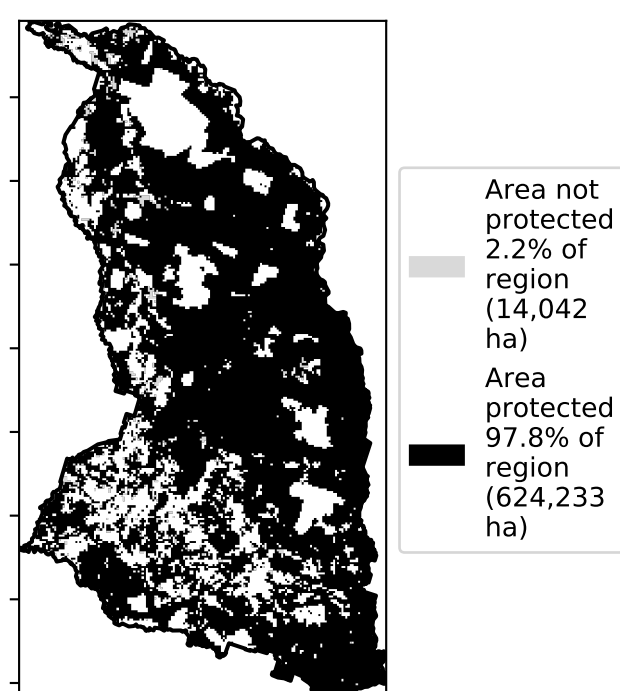 Area not
protected
2.2% of
region
(14,042
ha)
Area
protected
97.8% of
region
(624,233
ha)